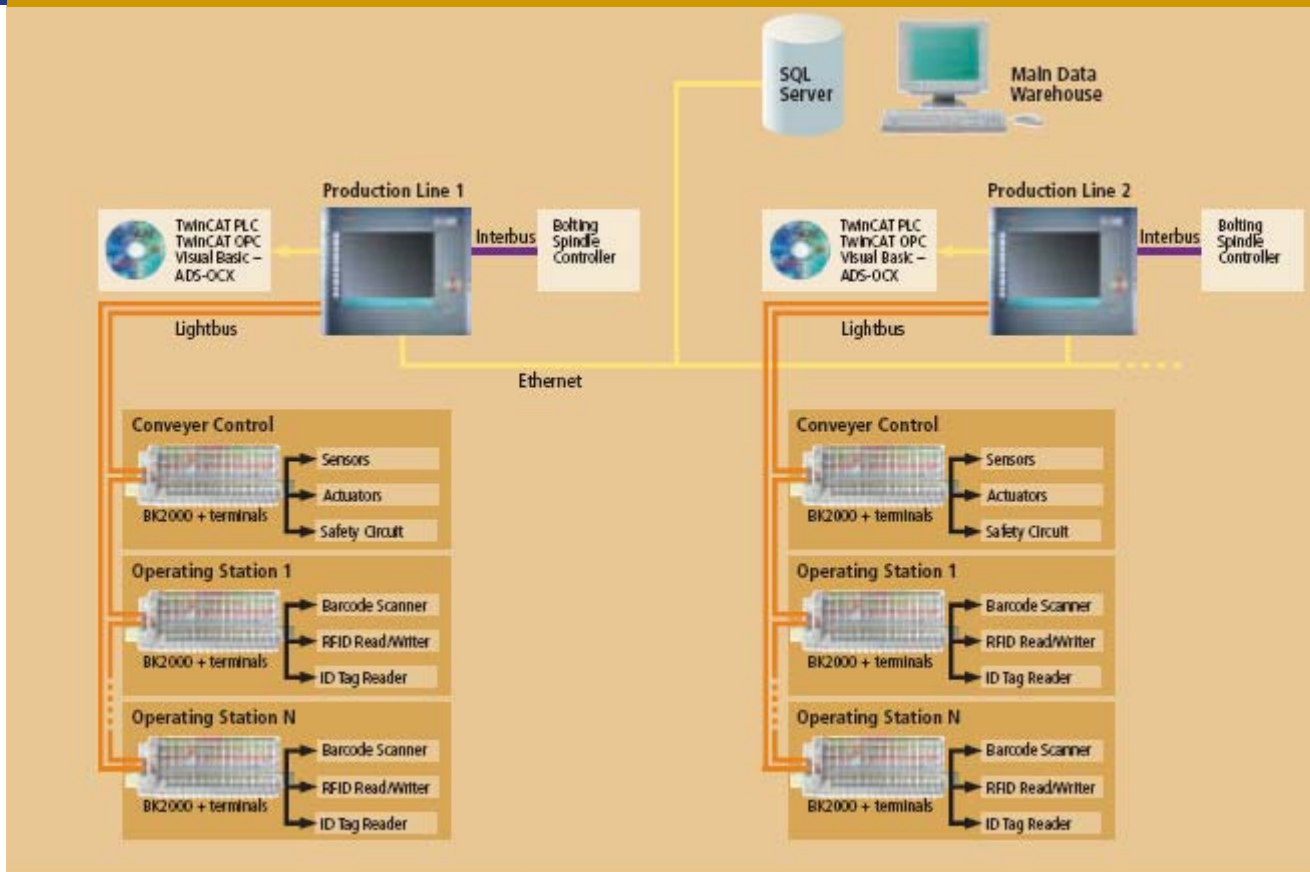 SQL
Server
Main Data
Warehouse
Production Line 1
TwinCAT PLC
TwinCAT OPC
Visual Basic –
ADS-OCX
Interbus
Bolting
Spindle
Controller
Lightbus
Ethernet
Conveyer Control
Sensors
Actuators
Safety Circuit
BK2000 + terminals
Operating Station 1
Barcode Scanner
RFID Read/Writer
ID Tag Reader
BK2000 + terminals
Operating Station N
Barcode Scanner
RFID Read/Writer
ID Tag Reader
BK2000 + terminals
Production Line 2
TwinCAT PLC
TwinCAT OPC
Visual Basic –
ADS-OCX
Interbus
Bolting
Spindle
Controller
Lightbus
Conveyer Control
Sensors
Actuators
Safety Circuit
BK2000 + terminals
Operating Station 1
Barcode Scanner
RFID Read/Writer
ID Tag Reader
BK2000 + terminals
Operating Station N
Barcode Scanner
RFID Read/Writer
ID Tag Reader
BK2000 + terminals